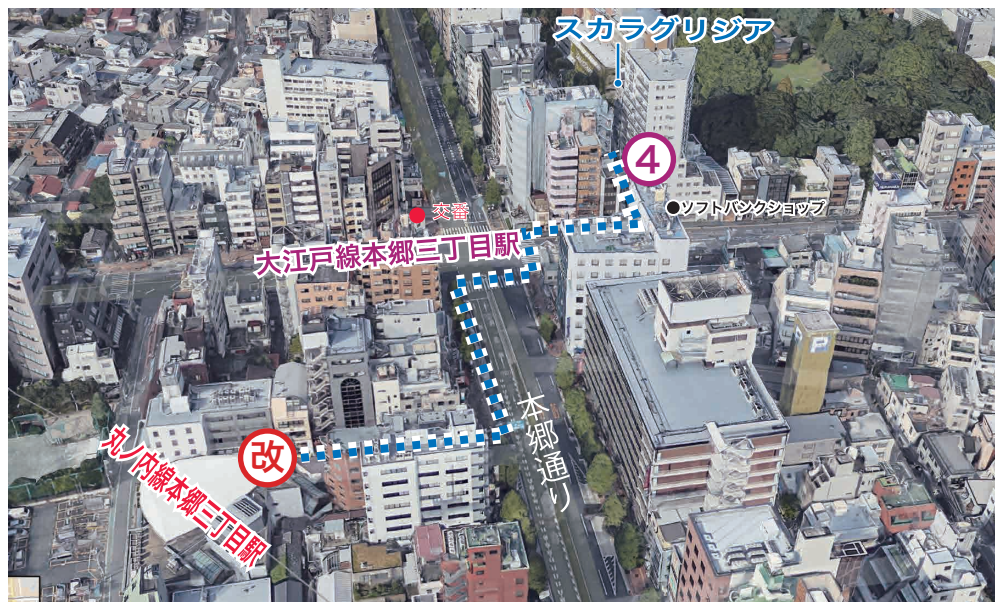 スカラグリジア
4
ソフトバンクショップ
交番
大江戸線本郷三丁目駅
本郷通り
改
丸ノ内線本郷三丁目駅